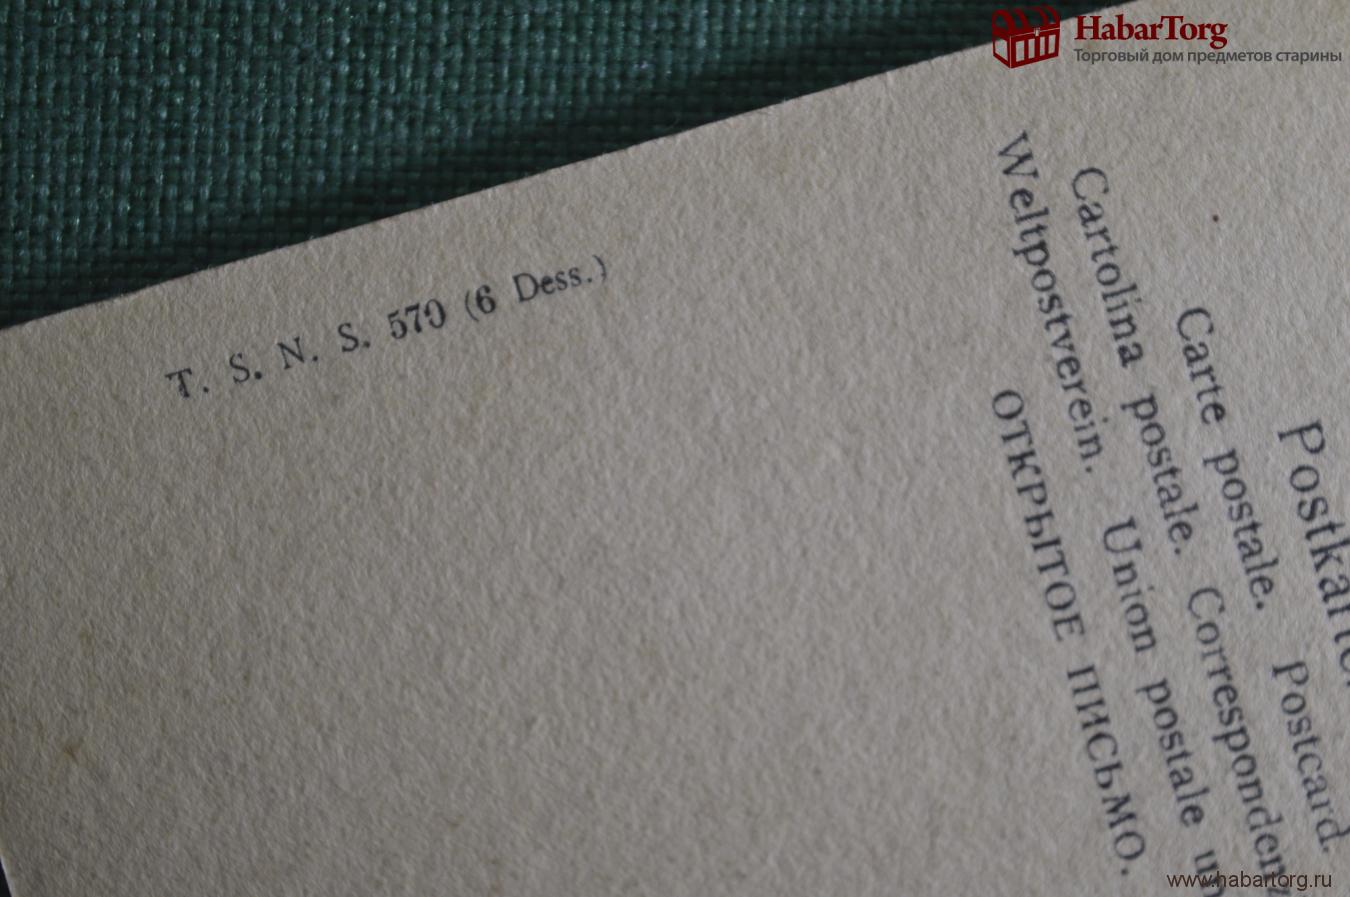 HabarTorg
Торговый дом предметов старины
T. S. N. S. 570 (6 Dess.)
Postkarte.
Carte postale. Postcard.
Cartolina postale.
Weltpostverein. Union postale
ОТКРЫТОЕ ПИСЬМО.
www.habartorg.ru